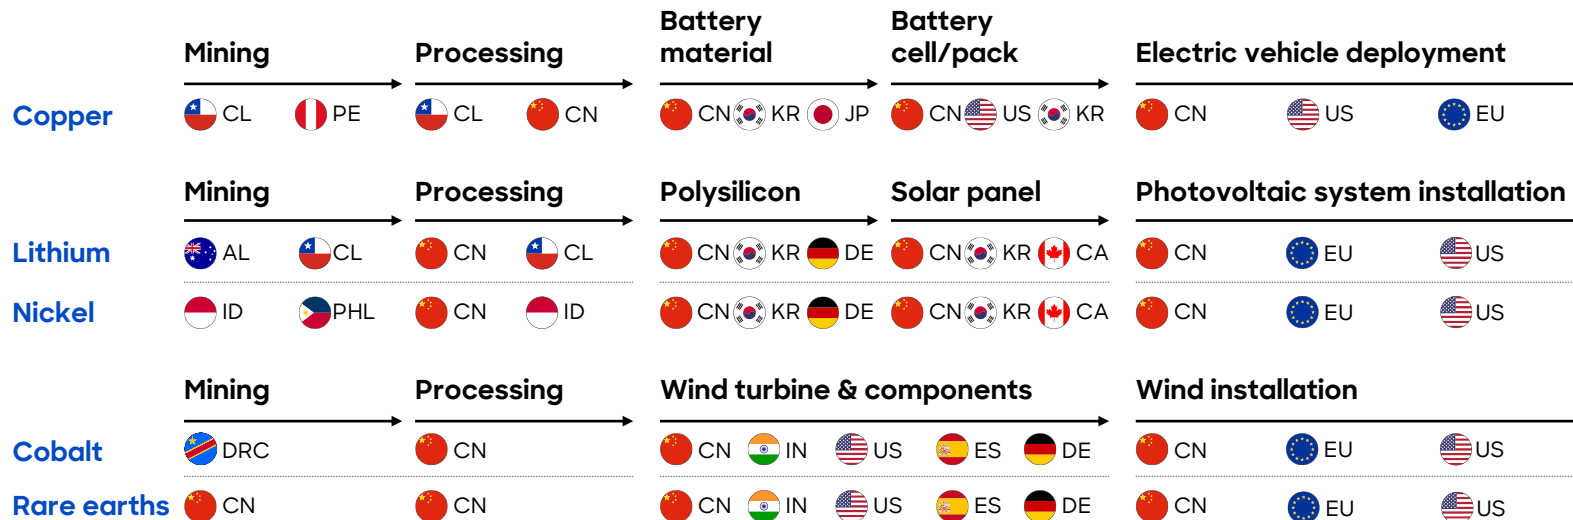 Mining Processing Battery material Battery cell/pack Electric vehicle deployment
Copper CL PE CL CN CN KR JP CN US KR CN US EU
Mining Processing Polysilicon Solar panel Photovoltaic system installation
Lithium AL CL CN CL CN KR DE CN KR CA CN EU US
Nickel ID PHL CN ID CN KR DE CN KR CA CN EU US
Mining Processing Wind turbine & components Wind installation
Cobalt DRC CN CN IN US ES DE CN EU US
Rare earths CN CN CN IN US ES DE CN EU US